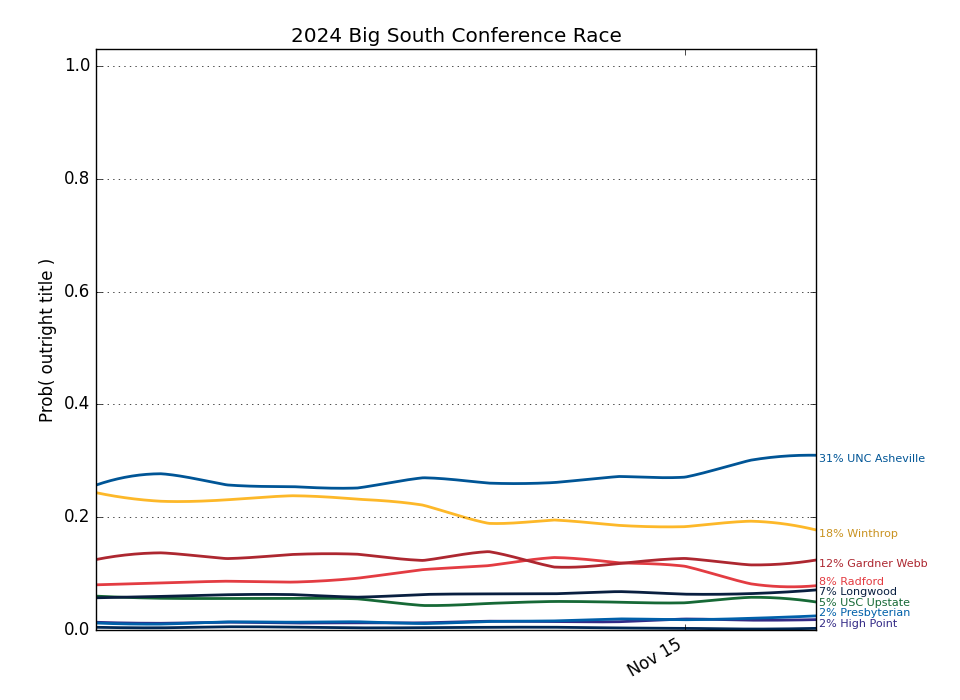 2024 Big South Conference Race
1.0
0.8
0.6
0.4
0.2
0.0
Prob( outright title )
Nov 15
31% UNC Asheville
18% Winthrop
12% Gardner Webb
8% Radford
7% Longwood
5% USC Upstate
2% Presbyterian
2% High Point